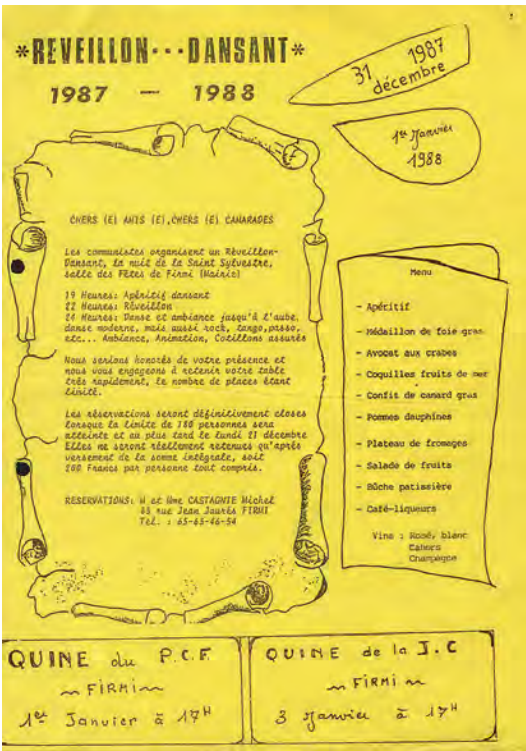 *REVEILLON···DANSANT*
1987 — 1988
31 décembre 1987
1er Janvier
1988
CHERS (E) AMIS (E), CHERS (E) CAMARADES
Les communistes organisent un Réveillon-
Dansant, la nuit de la Saint Sylvestre,
salle des Fêtes de Firmi (Mairie)
19 Heures: Apéritif dansant
22 Heures: Réveillon
24 Heures: Danse et ambiance jusqu'à l'aube.
danse moderne, mais aussi rock, tango, paso,
etc... Ambiance, Animation, Cotillons assurés
Nous serions honorés de votre présence et
nous vous engageons à retenir votre table
très rapidement, le nombre de places étant
limité.
Les réservations seront définitivement closes
lorsque la limite de 180 personnes sera
atteinte et au plus tard le lundi 21 décembre
Elles ne seront réellement retenues qu'après
versement de la somme intégrale, soit
200 Francs par personne tout compris.
RESERVATIONS: M et Mme CASTAGNIE Michel
rue Jean Jaurès FIRMI
Tel. : 65-63-46-54
Menu
- Apéritif
- Médaillon de foie gras
- Avocat aux crabes
- Coquilles fruits de mer
- Confit de canard gras
- Pommes dauphines
- Plateau de fromages
- Salade de fruits
- Bûche patissière
- Café-liqueurs
Vins : Rosé, blanc
Cahors
Champagne
QUINE du P.C.F
~ FIRMI ~
1er Janvier à 17H
QUINE de la J.C
~ FIRMI ~
3 Janvier à 17H